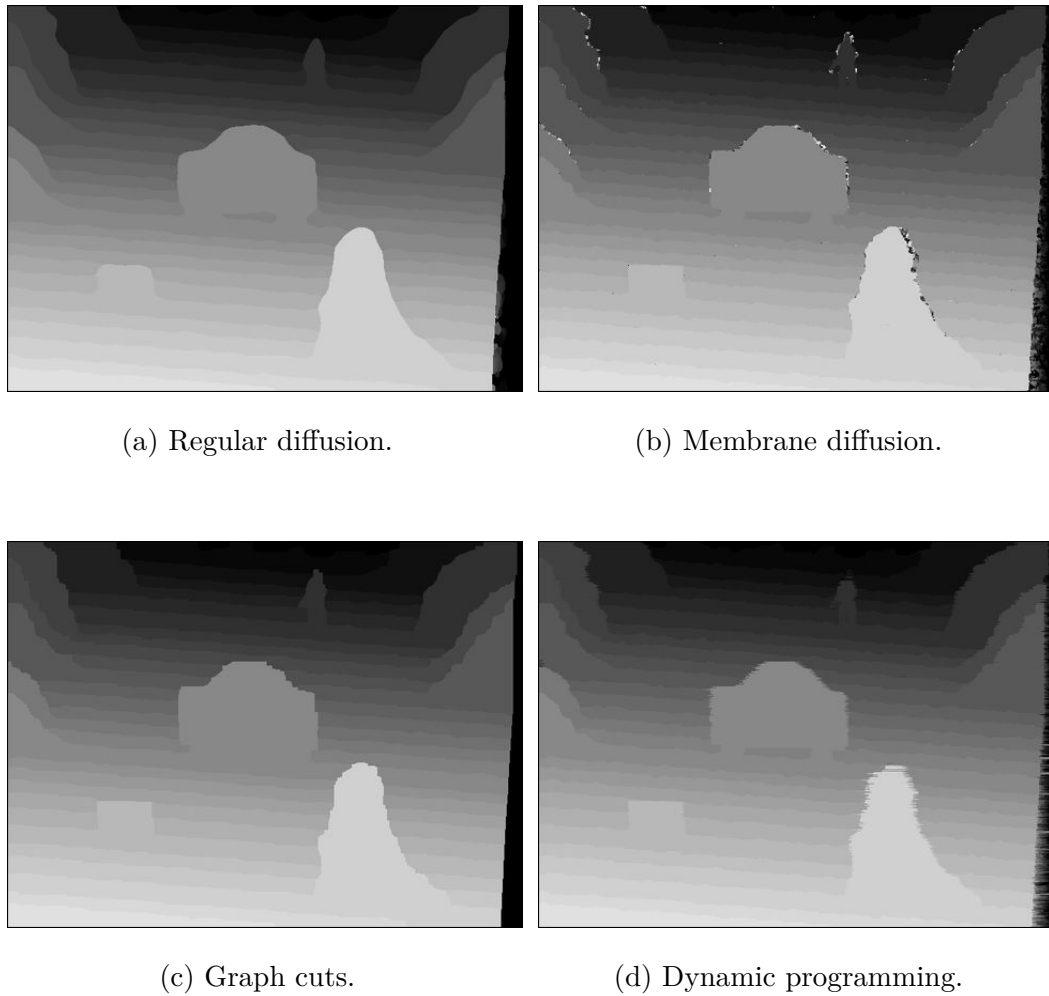 (a) Regular diffusion.
(b) Membrane diffusion.
(c) Graph cuts.
(d) Dynamic programming.